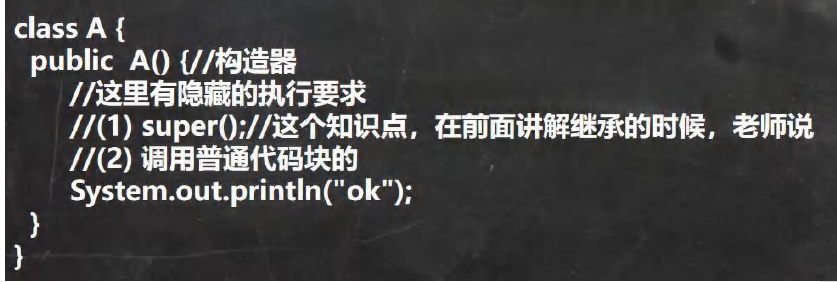 class A {
public A() {//构造器
//这里有隐藏的执行要求
//(1) super();//这个知识点，在前面讲解继承的时候，老师说
//(2) 调用普通代码块的
System.out.println("ok");
}
}